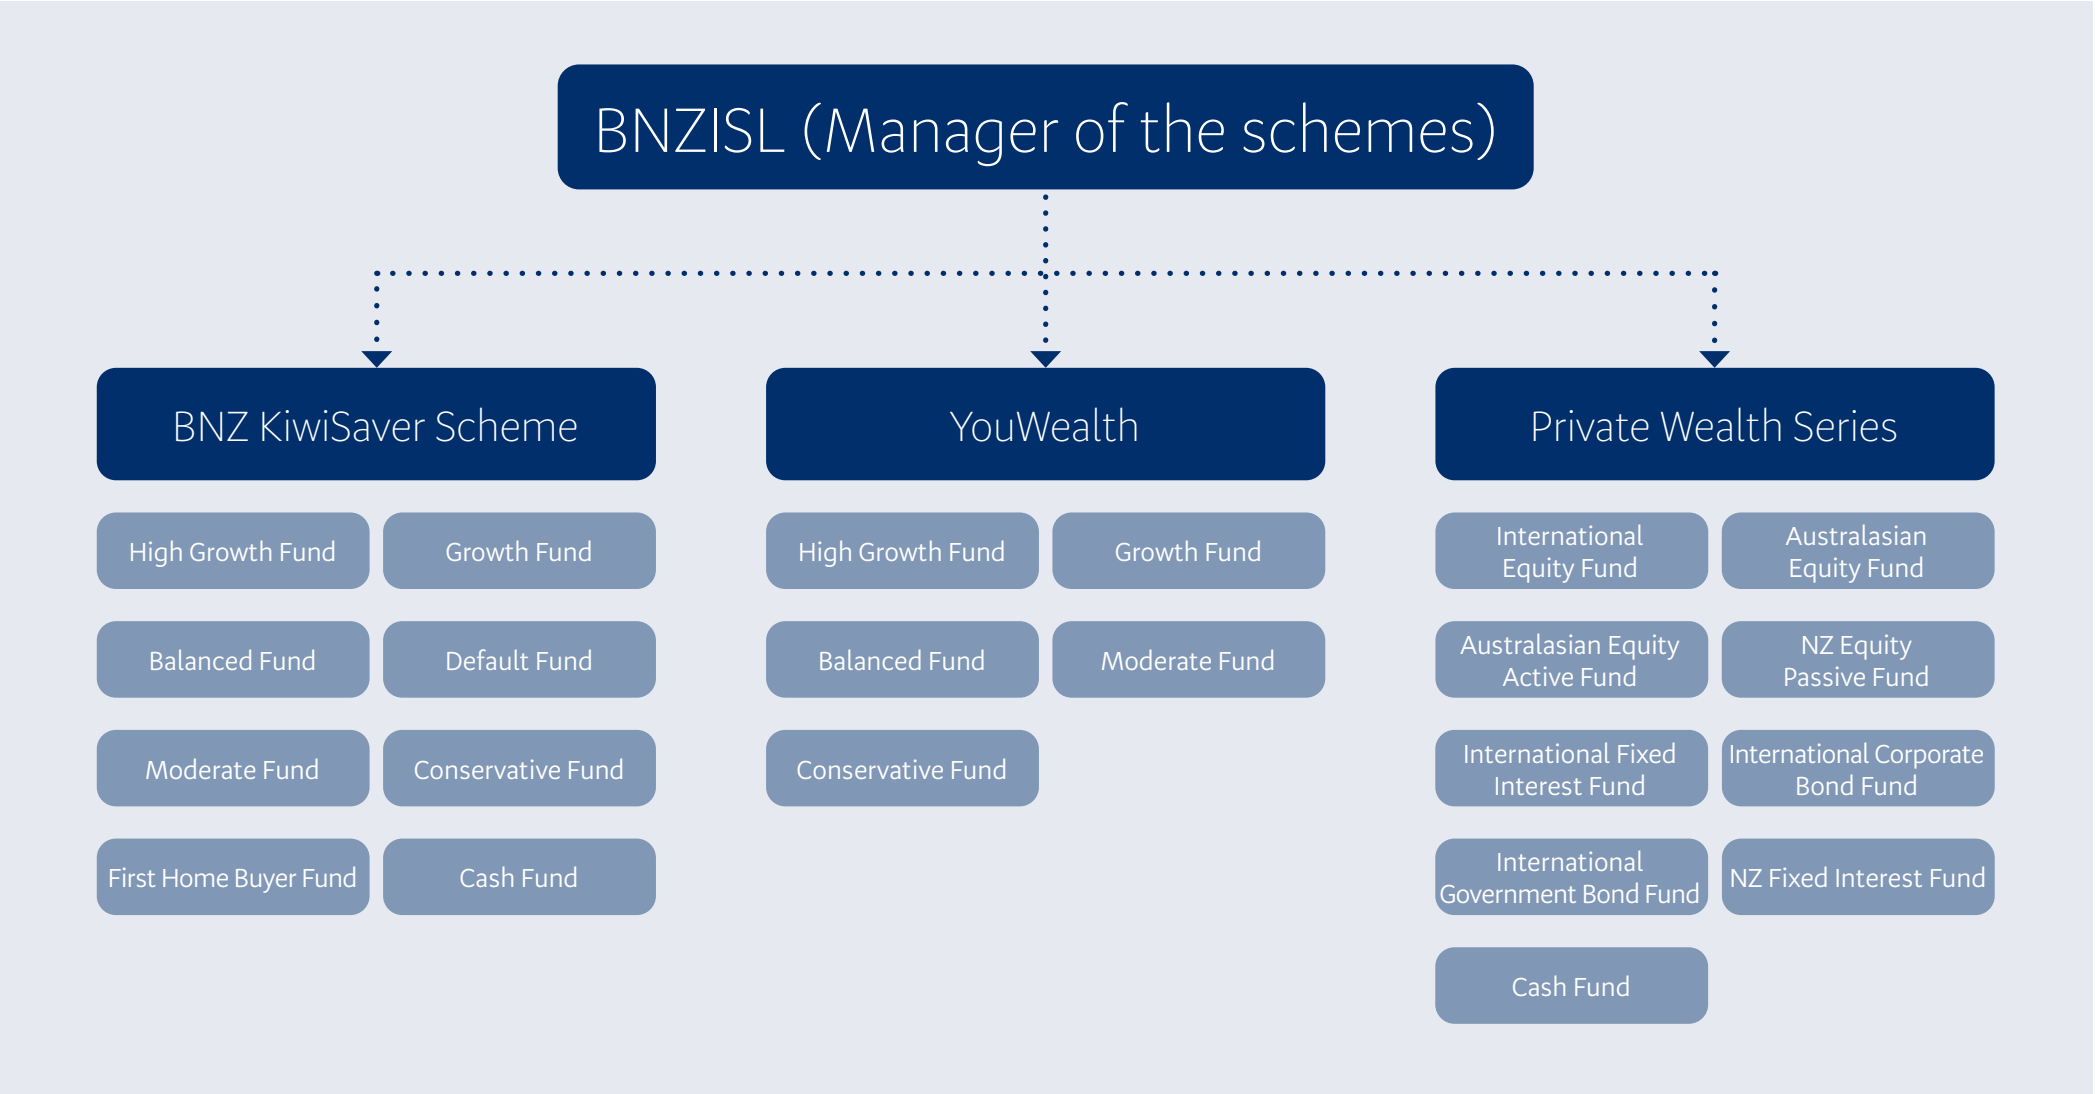 BNZISL (Manager of the schemes)
BNZ KiwiSaver Scheme
High Growth Fund
Growth Fund
Balanced Fund
Default Fund
Moderate Fund
Conservative Fund
First Home Buyer Fund
Cash Fund
YouWealth
High Growth Fund
Growth Fund
Balanced Fund
Moderate Fund
Conservative Fund
Private Wealth Series
International
Equity Fund
Australasian
Equity Fund
Australasian Equity
Active Fund
NZ Equity
Passive Fund
International Fixed
Interest Fund
International Corporate
Bond Fund
International
Government Bond Fund
NZ Fixed Interest Fund
Cash Fund